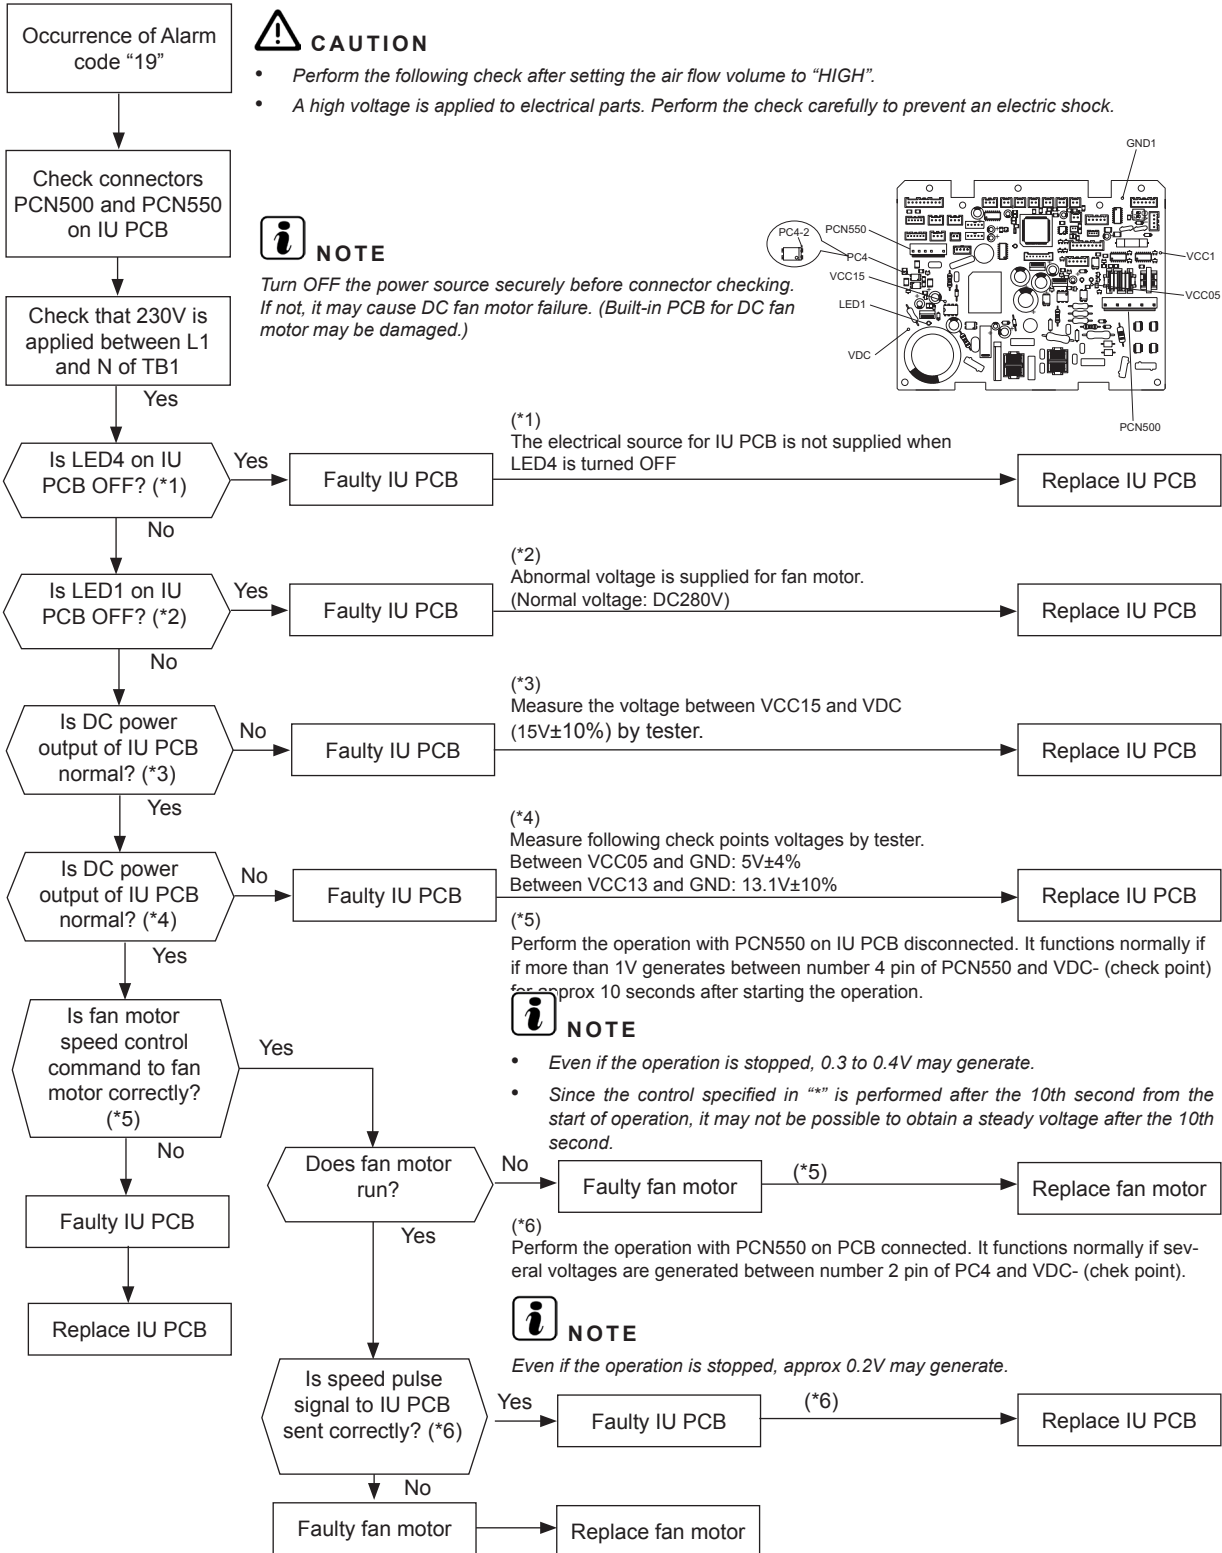 Occurrence of Alarm
code “19”
CAUTION
• Perform the following check after setting the air flow volume to “HIGH”.
• A high voltage is applied to electrical parts. Perform the check carefully to prevent an electric shock.
Check connectors
PCN500 and PCN550
on IU PCB
NOTE
Turn OFF the power source securely before connector checking.
If not, it may cause DC fan motor failure. (Built-in PCB for DC fan
motor may be damaged.)
GND1
PC4-2
PCN550
PC4
VCC15
LED1
VDC
VCC1
VCC05
PCN500
Check that 230V is
applied between L1
and N of TB1
Yes
Is LED4 on IU
PCB OFF? (*1)
Yes
Faulty IU PCB
(*1)
The electrical source for IU PCB is not supplied when
LED4 is turned OFF
Replace IU PCB
No
Is LED1 on IU
PCB OFF? (*2)
Yes
Faulty IU PCB
(*2)
Abnormal voltage is supplied for fan motor.
(Normal voltage: DC280V)
Replace IU PCB
No
Is DC power
output of IU PCB
normal? (*3)
No
Faulty IU PCB
(*3)
Measure the voltage between VCC15 and VDC
(15V±10%) by tester.
Replace IU PCB
Yes
Is DC power
output of IU PCB
normal? (*4)
No
Faulty IU PCB
(*4)
Measure following check points voltages by tester.
Between VCC05 and GND: 5V±4%
Between VCC13 and GND: 13.1V±10%
Replace IU PCB
Yes
(*5)
Perform the operation with PCN550 on IU PCB disconnected. It functions normally if
if more than 1V generates between number 4 pin of PCN550 and VDC- (check point)
for approx 10 seconds after starting the operation.
NOTE
• Even if the operation is stopped, 0.3 to 0.4V may generate.
• Since the control specified in “*” is performed after the 10th second from the
start of operation, it may not be possible to obtain a steady voltage after the 10th
second.
Is fan motor
speed control
command to fan
motor correctly?
(*5)
Yes
No
Faulty IU PCB
Replace IU PCB
Does fan motor
run?
No
Faulty fan motor
(*5)
Replace fan motor
Yes
(*6)
Perform the operation with PCN550 on PCB connected. It functions normally if sev-
eral voltages are generated between number 2 pin of PC4 and VDC- (chek point).
NOTE
Even if the operation is stopped, approx 0.2V may generate.
Is speed pulse
signal to IU PCB
sent correctly? (*6)
Yes
Faulty IU PCB
(*6)
Replace IU PCB
No
Faulty fan motor
Replace fan motor